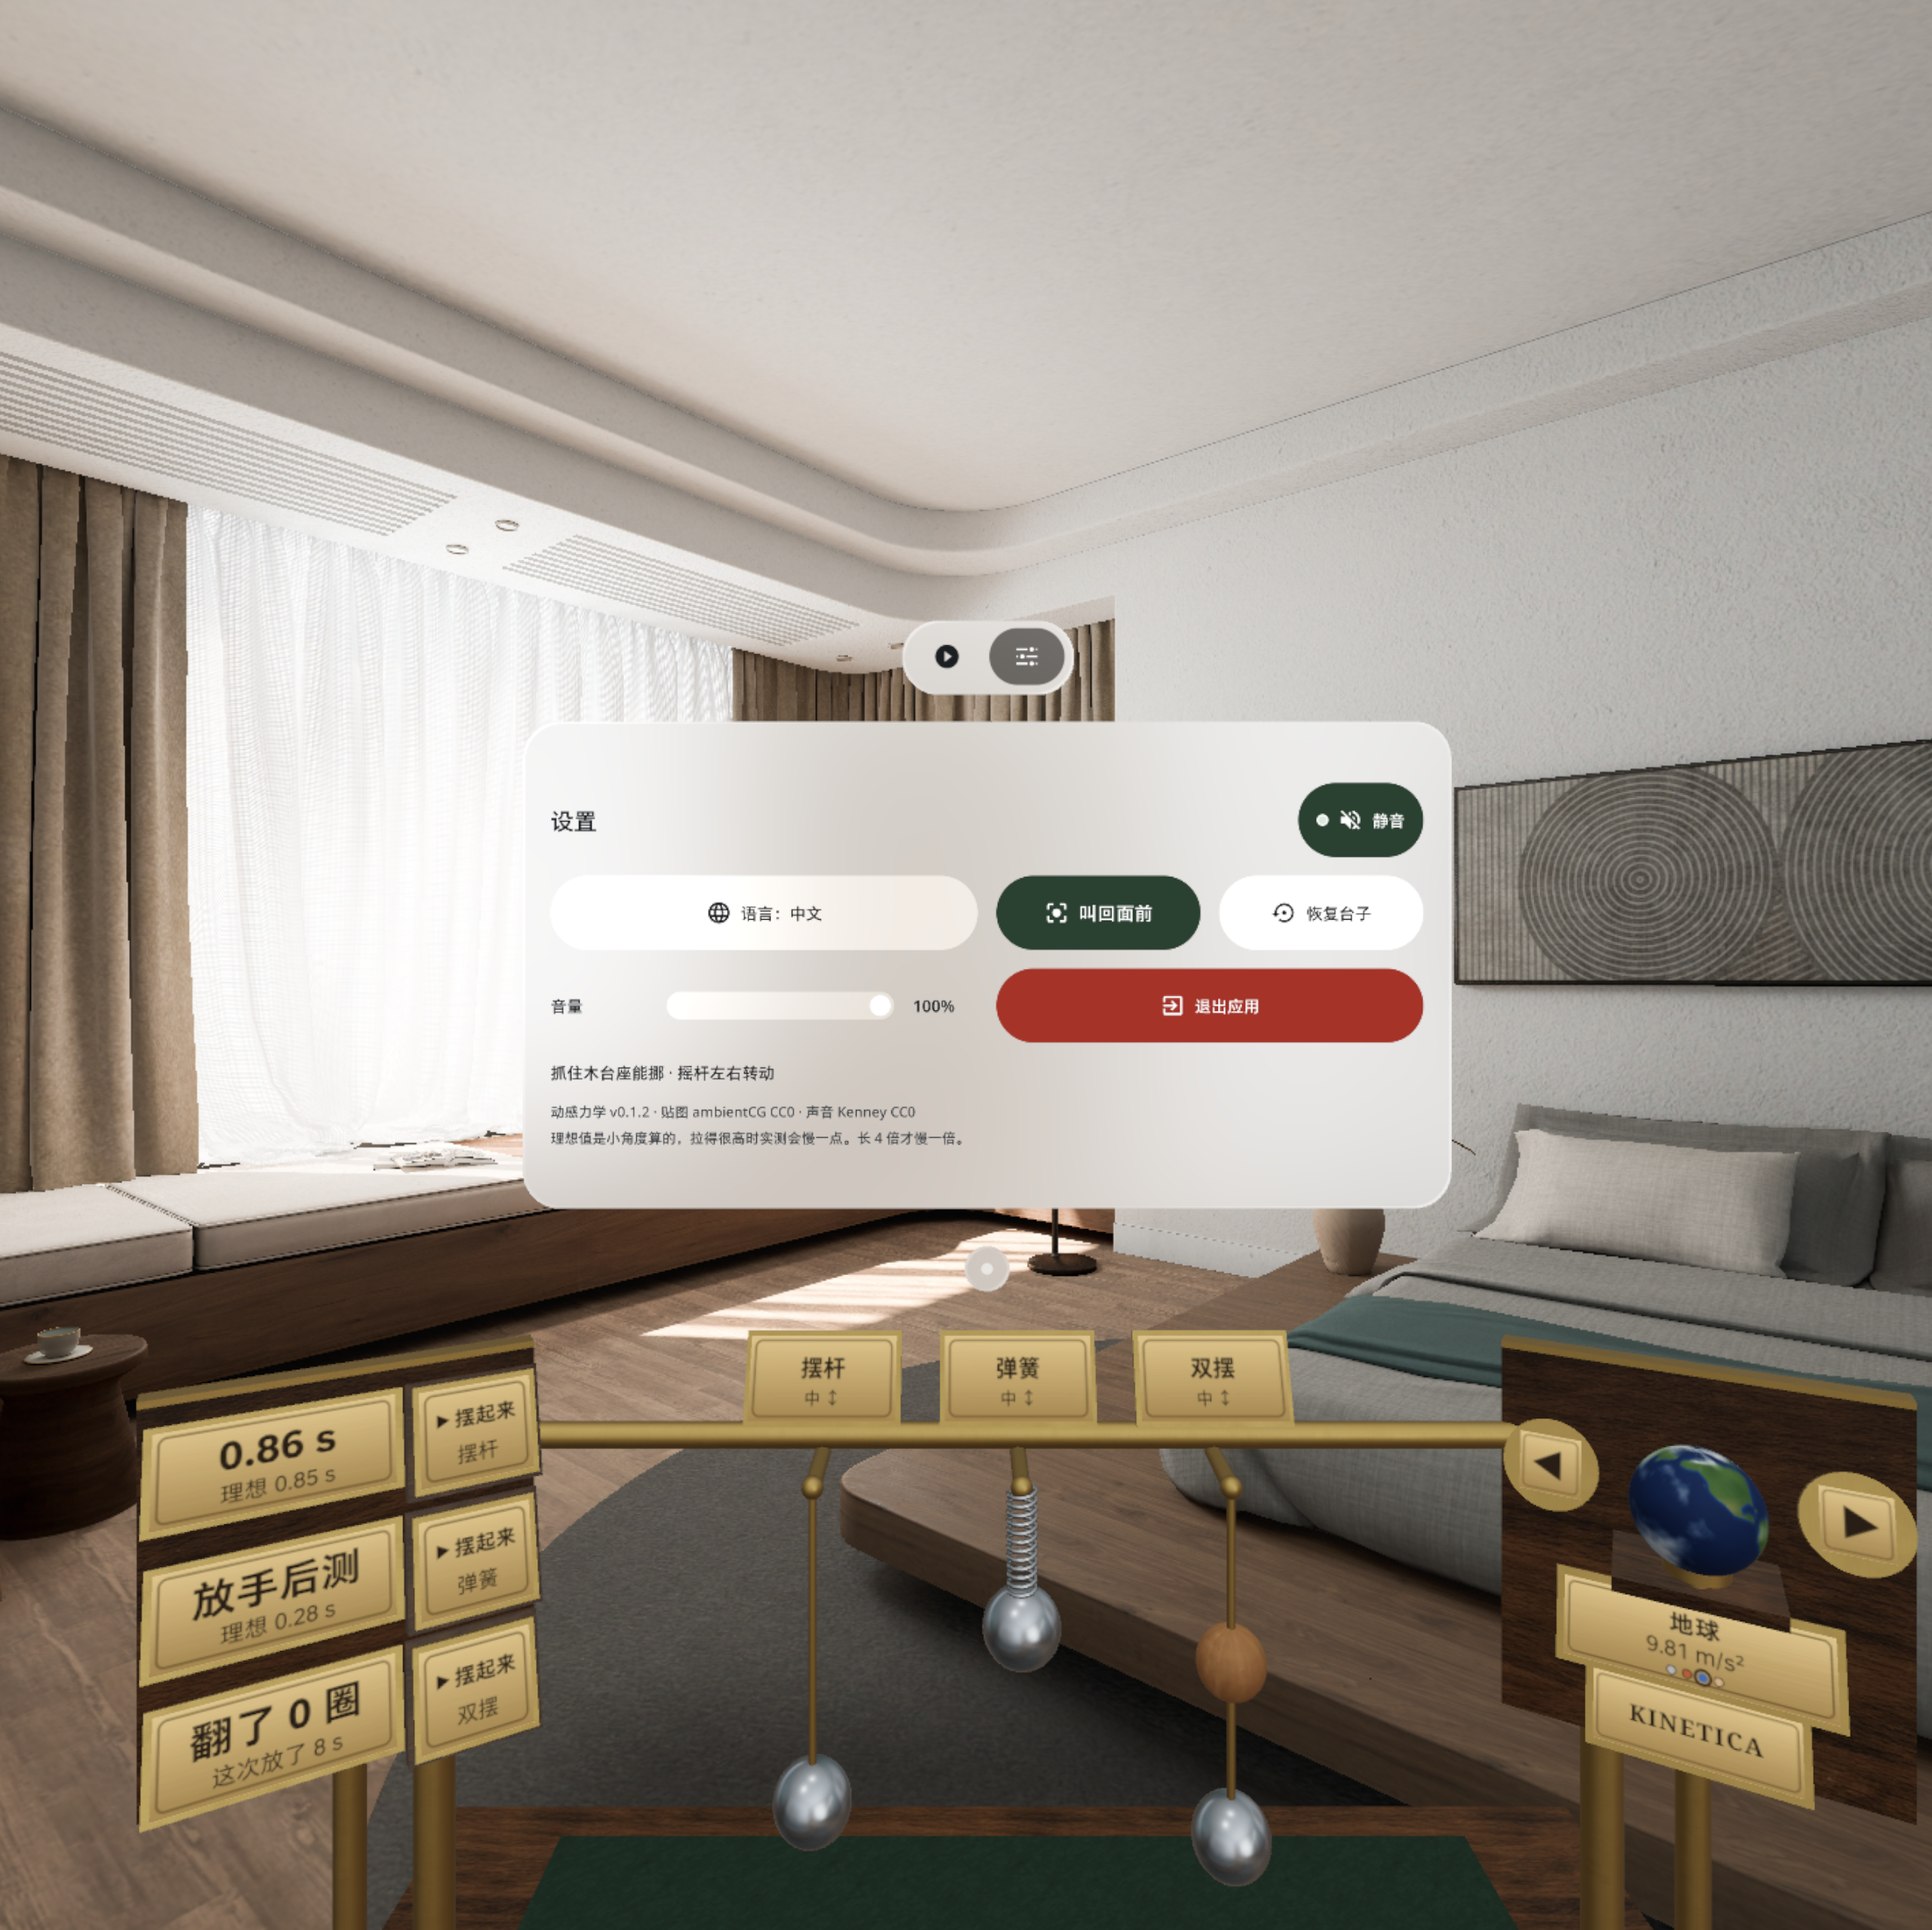 设置
静音
语言：中文
叫回面前
恢复台子
音量
100%
退出应用
抓住木台座能挪 · 摇杆左右转动
动感力学 v0.1.2 · 贴图 ambientCG CC0 · 声音 Kenney CC0
理想值是小角度算的，拉得很高时实测会慢一点。长 4 倍才慢一倍。
摆杆
中 ↕
弹簧
中 ↕
双摆
中 ↕
0.86 s
理想 0.85 s
▶ 摆起来
摆杆
放手后测
理想 0.28 s
▶ 摆起来
弹簧
翻了 0 圈
这次放了 8 s
▶ 摆起来
双摆
地球
9.81 m/s²
KINETICA